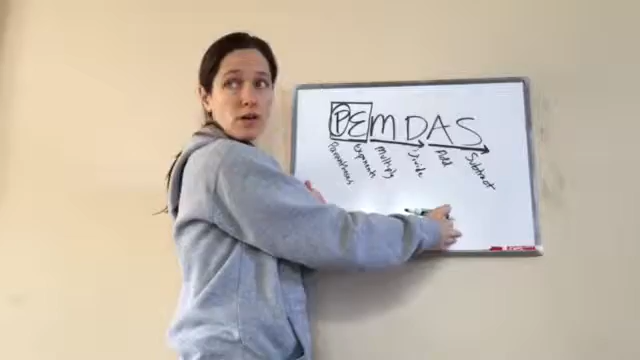 PEMDAS
Parentheses
Exponents
Multiply
Divide
Add
Subtract